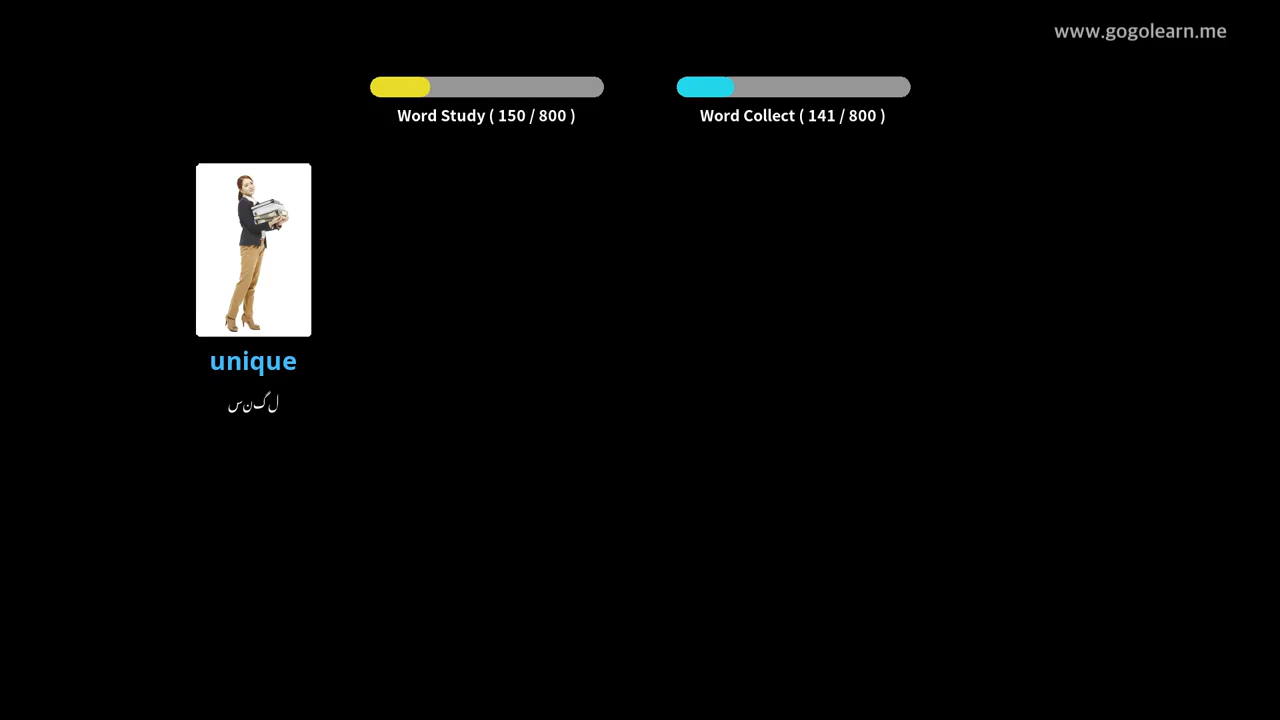 www.gogolearn.me
Word Study ( 150 / 800 )
Word Collect ( 141 / 800 )
unique
ل گ ن س